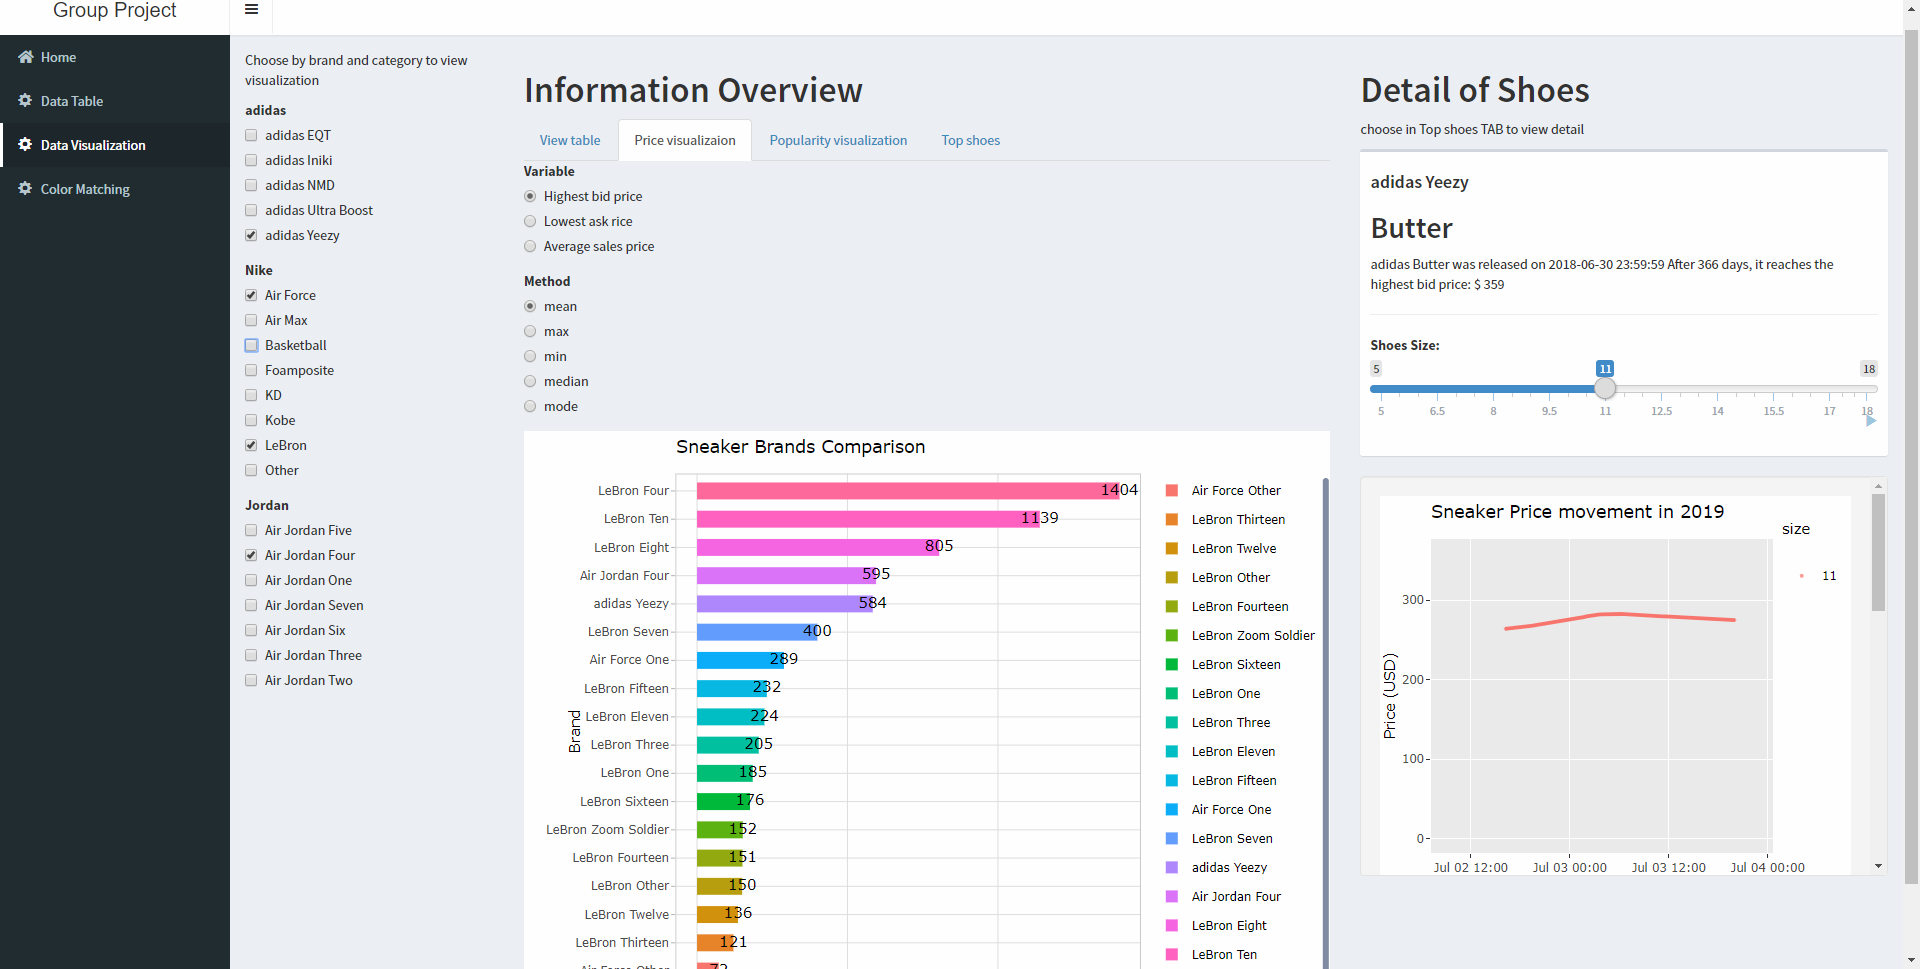 Group Project
Home
Data Table
Data Visualization
Color Matching
Choose by brand and category to view
visualization
adidas
adidas EQT
adidas Iniki
adidas NMD
adidas Ultra Boost
adidas Yeezy
Nike
Air Force
Air Max
Basketball
Foamposite
KD
Kobe
LeBron
Other
Jordan
Air Jordan Five
Air Jordan Four
Air Jordan One
Air Jordan Seven
Air Jordan Six
Air Jordan Three
Air Jordan Two
Information Overview
View table
Price visualizaion
Popularity visualization
Top shoes
Variable
Highest bid price
Lowest ask rice
Average sales price
Method
mean
max
min
median
mode
Sneaker Brands Comparison
Brand
LeBron Four 1404
LeBron Ten 1139
LeBron Eight 805
Air Jordan Four 595
adidas Yeezy 584
LeBron Seven 400
Air Force One 289
LeBron Fifteen 232
LeBron Eleven 224
LeBron Three 205
LeBron One 185
LeBron Sixteen 176
LeBron Zoom Soldier 152
LeBron Fourteen 151
LeBron Other 150
LeBron Twelve 136
LeBron Thirteen 121
Air Force Other 72
Air Force Other
LeBron Thirteen
LeBron Twelve
LeBron Other
LeBron Fourteen
LeBron Zoom Soldier
LeBron Sixteen
LeBron One
LeBron Three
LeBron Eleven
LeBron Fifteen
Air Force One
LeBron Seven
adidas Yeezy
Air Jordan Four
LeBron Eight
LeBron Ten
Detail of Shoes
choose in Top shoes TAB to view detail
adidas Yeezy
Butter
adidas Butter was released on 2018-06-30 23:59:59 After 366 days, it reaches the
highest bid price: $ 359
Shoes Size:
5 11 18
5 6.5 8 9.5 11 12.5 14 15.5 17 18
Sneaker Price movement in 2019
size
11
Price (USD)
300
200
100
0
Jul 02 12:00 Jul 03 00:00 Jul 03 12:00 Jul 04 00:00